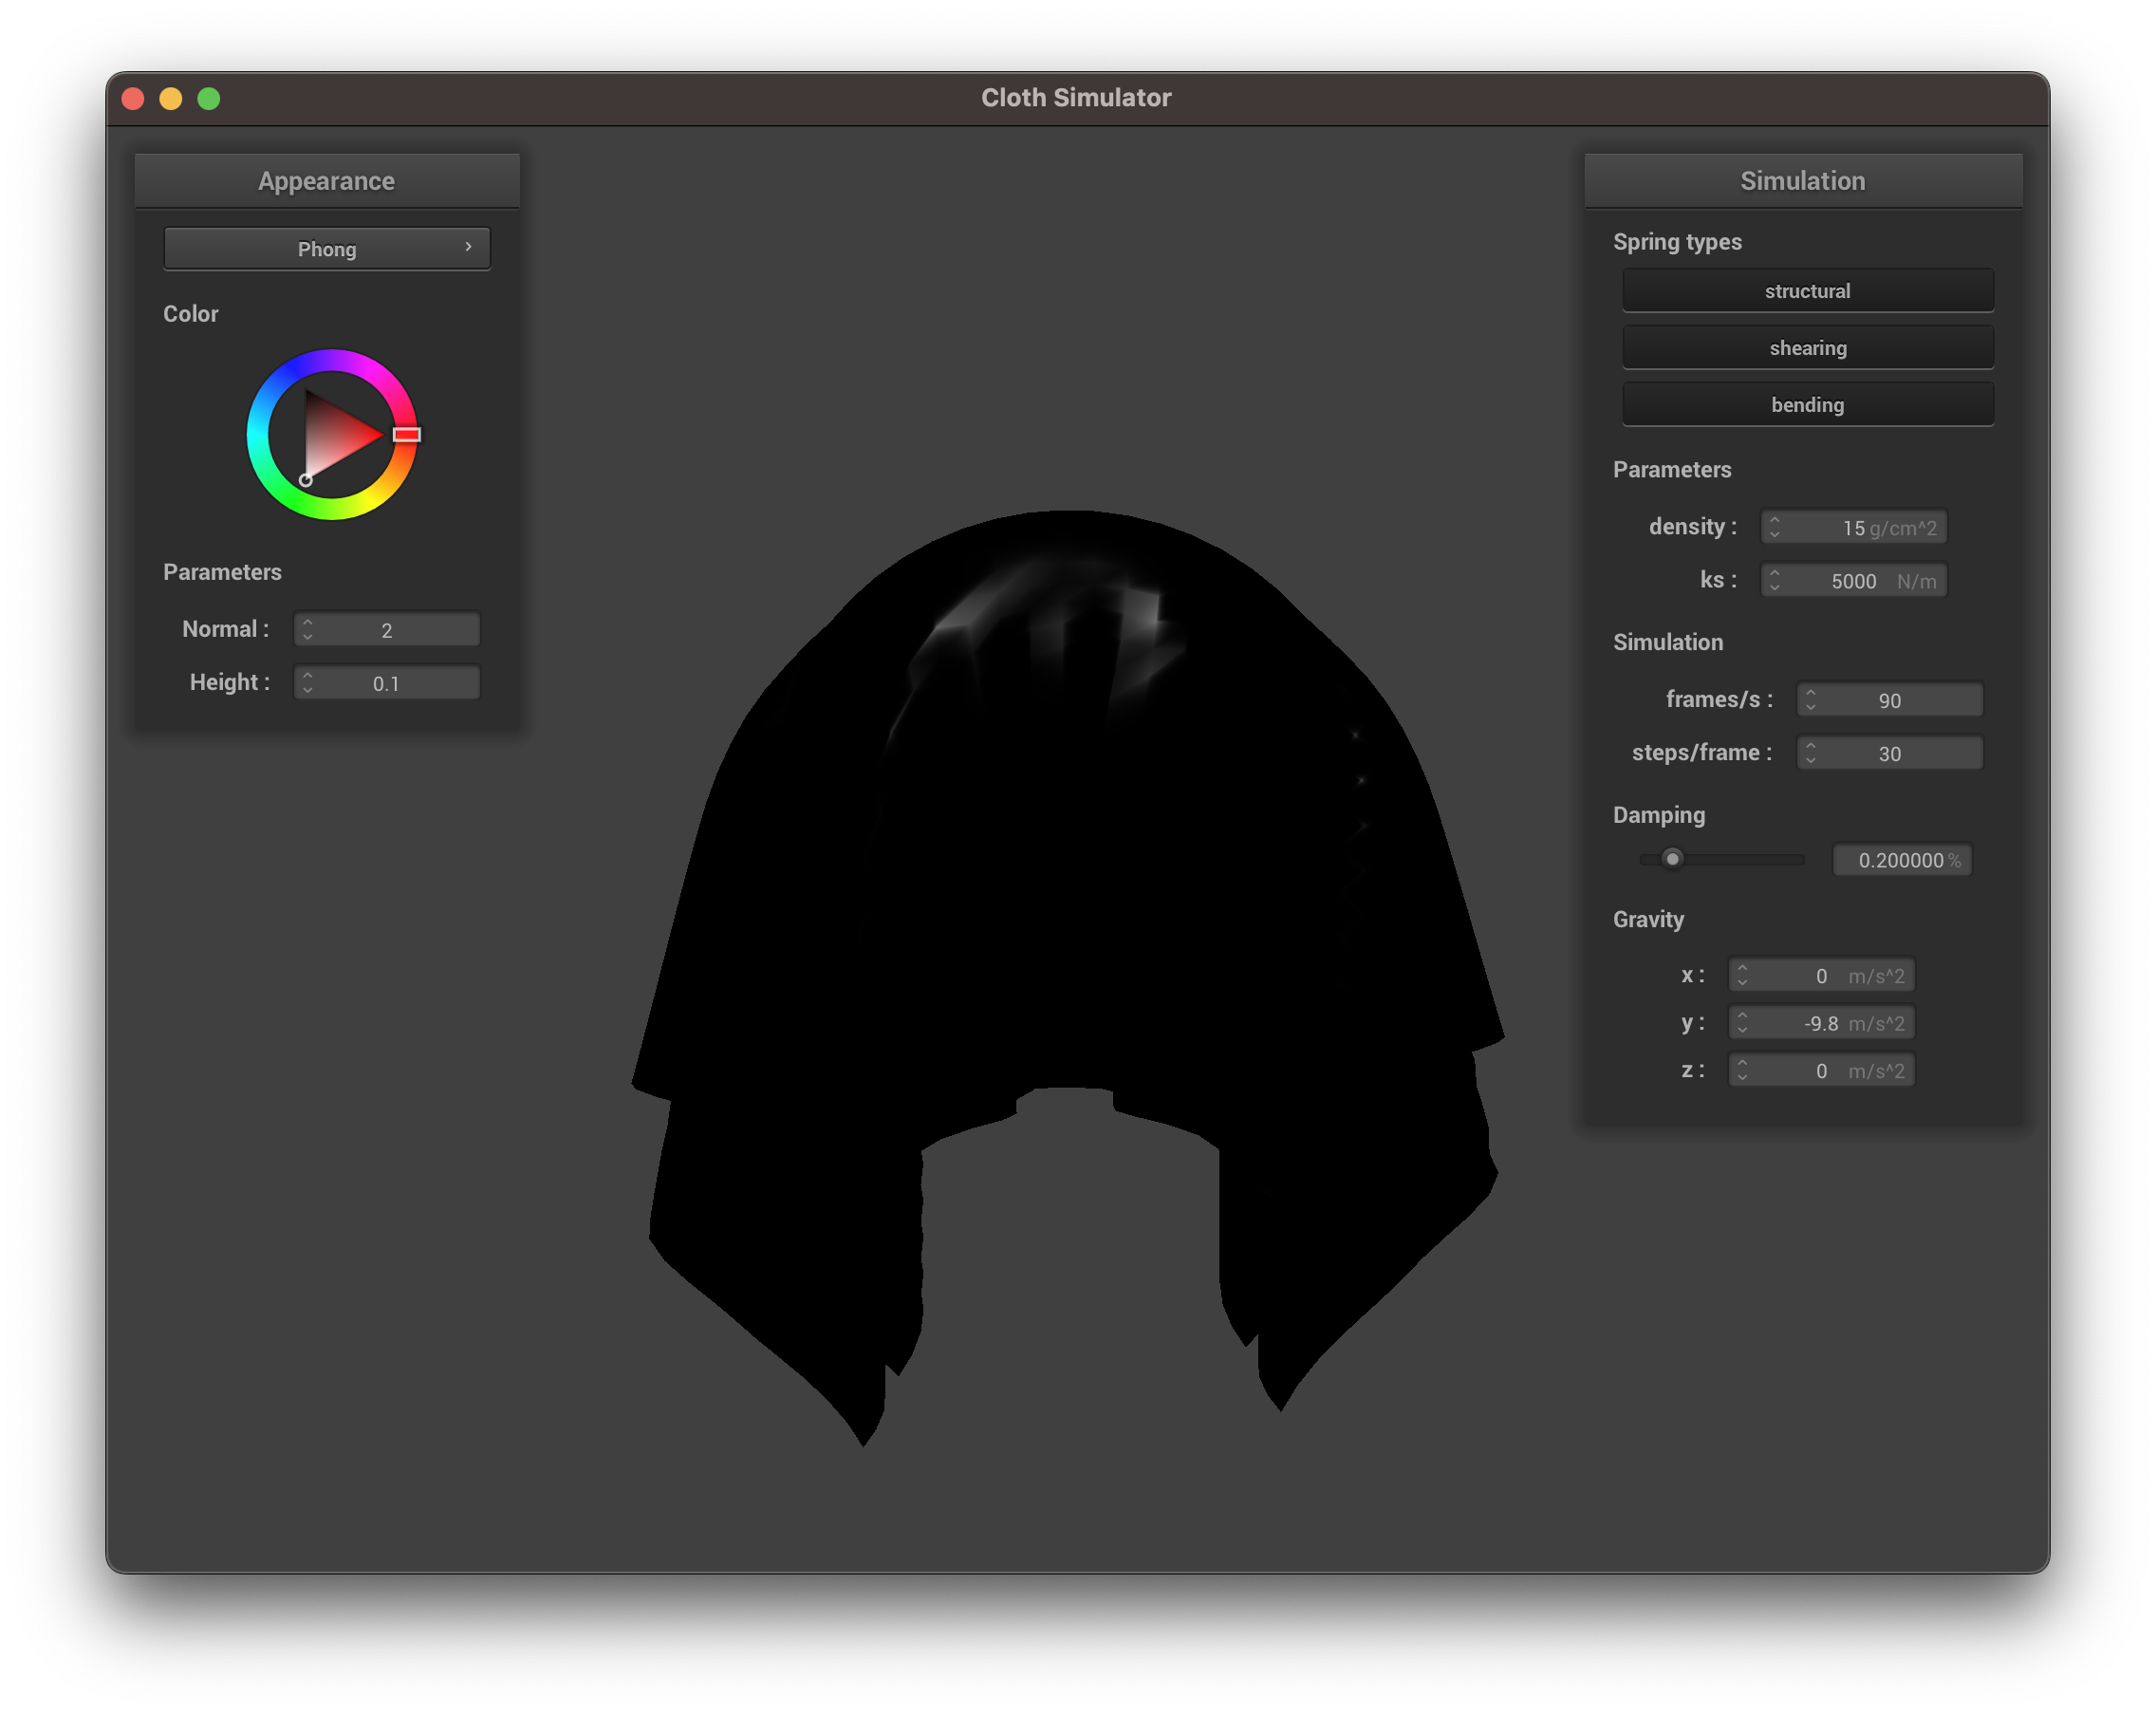 Cloth Simulator
Appearance
Phong
Color
Parameters
Normal : 2
Height : 0.1
Simulation
Spring types
structural
shearing
bending
Parameters
density : 15 g/cm^2
ks : 5000 N/m
Simulation
frames/s : 90
steps/frame : 30
Damping
0.200000 %
Gravity
x : 0 m/s^2
y : -9.8 m/s^2
z : 0 m/s^2